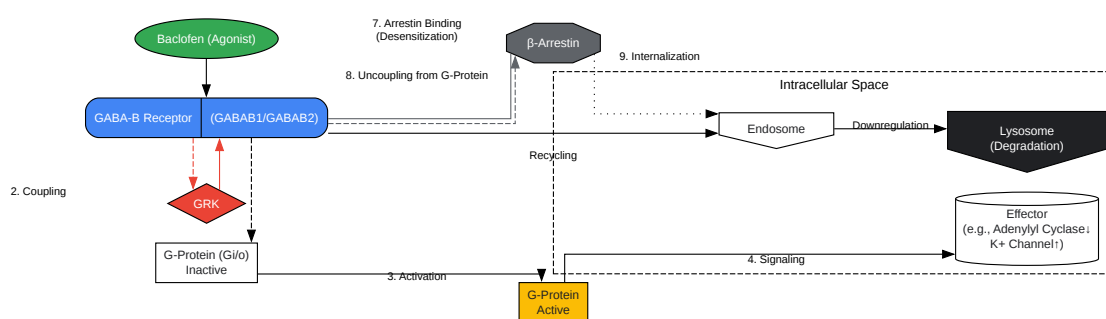 7. Arrestin Binding
(Desensitization)
Baclofen (Agonist)
β-Arrestin
9. Internalization
8. Uncoupling from G-Protein
Intracellular Space
GABA-B Receptor
(GABAB1/GABAB2)
Endosome
Downregulation
Lysosome
(Degradation)
Recycling
2. Coupling
GRK
Effector
(e.g., Adenylyl Cyclase↓
K+ Channel↑)
G-Protein (Gi/o)
Inactive
3. Activation
4. Signaling
G-Protein
Active